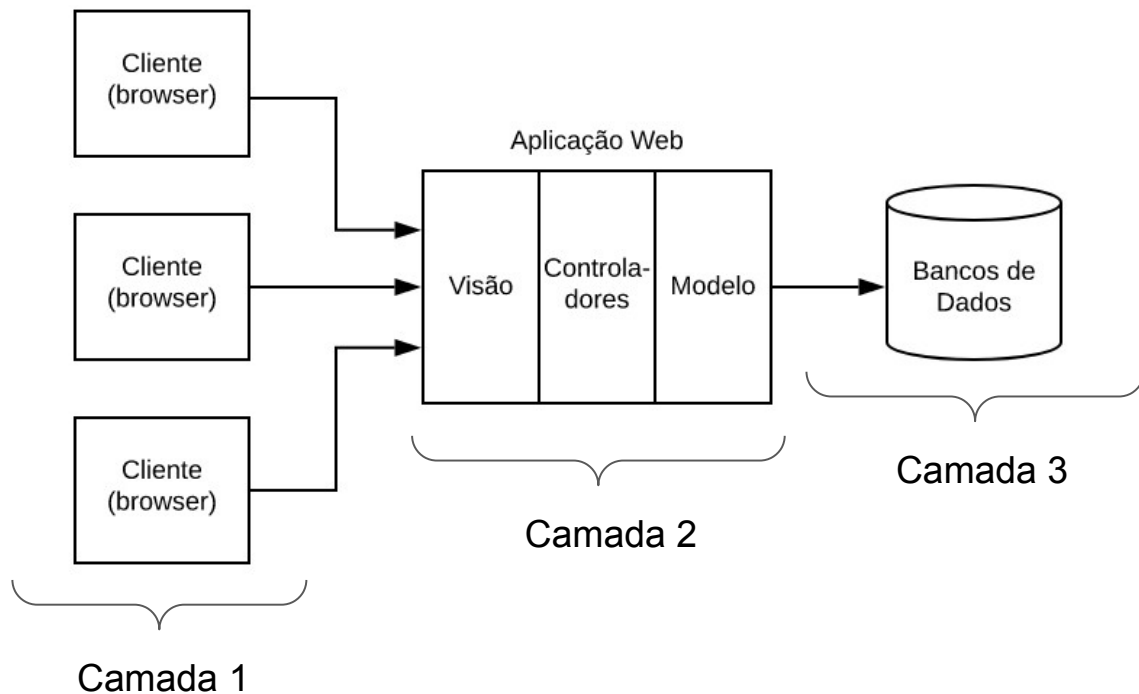 Cliente
(browser)
Aplicação Web
Cliente
(browser)
Visão
Controla-
dores
Modelo
Bancos de
Dados
Cliente
(browser)
Camada 1
Camada 2
Camada 3